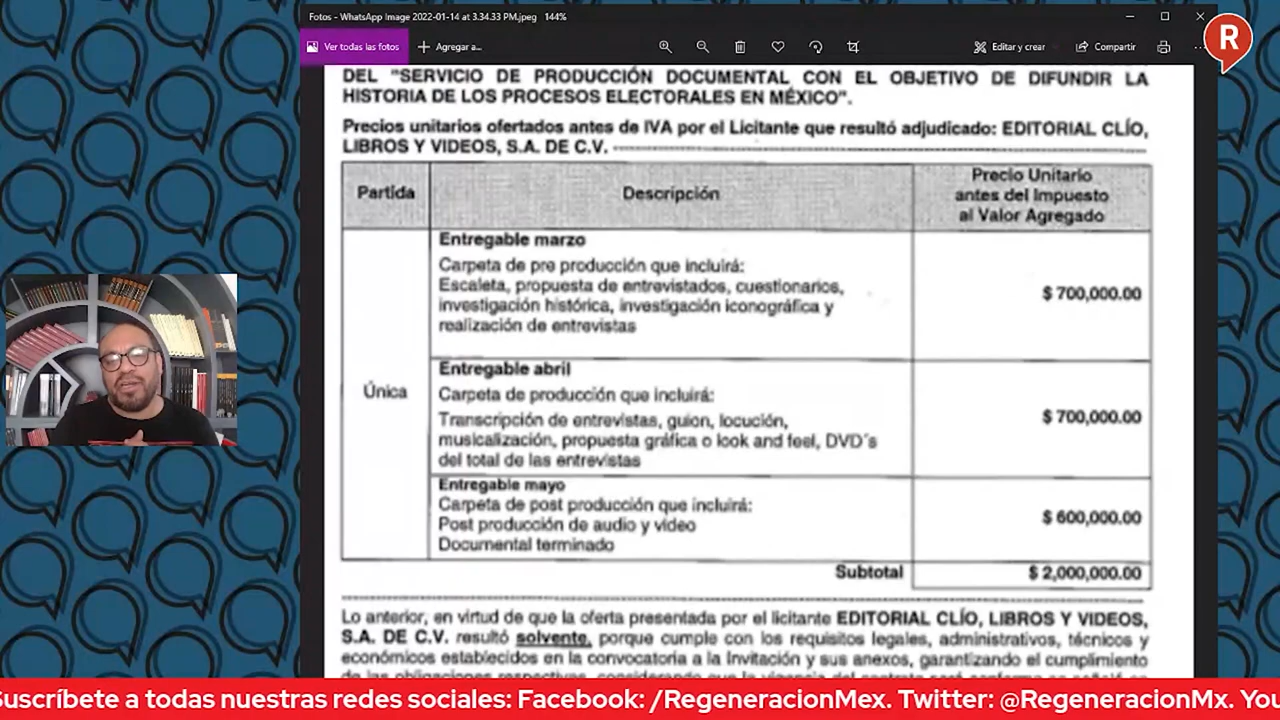 Fotos - WhatsApp Image 2022-01-14 at 3.34.33 PM.jpeg 144%
Ver todas las fotos
Agregar a...
Editar y crear
Compartir
R
DEL "SERVICIO DE PRODUCCIÓN DOCUMENTAL CON EL OBJETIVO DE DIFUNDIR LA
HISTORIA DE LOS PROCESOS ELECTORALES EN MÉXICO".
Precios unitarios ofertados antes de IVA por el Licitante que resultó adjudicado: EDITORIAL CLÍO,
LIBROS Y VIDEOS, S.A. DE C.V.
Partida
Descripción
Precio Unitario
antes del Impuesto
al Valor Agregado
Única
Entregable marzo
Carpeta de pre producción que incluirá:
Escaleta, propuesta de entrevistados, cuestionarios,
investigación histórica, investigación iconográfica y
realización de entrevistas
$ 700,000.00
Entregable abril
Carpeta de producción que incluirá:
Transcripción de entrevistas, guion, locución,
musicalización, propuesta gráfica o look and feel, DVD´s
del total de las entrevistas
$ 700,000.00
Entregable mayo
Carpeta de post producción que incluirá:
Post producción de audio y video
Documental terminado
$ 600,000.00
Subtotal
$ 2,000,000.00
Lo anterior, en virtud de que la oferta presentada por el licitante EDITORIAL CLÍO, LIBROS Y VIDEOS,
S.A. DE C.V. resultó solvente, porque cumple con los requisitos legales, administrativos, técnicos y
económicos establecidos en la convocatoria a la Invitación y sus anexos, garantizando el cumplimiento
Suscríbete a todas nuestras redes sociales: Facebook: /RegeneracionMex. Twitter: @RegeneracionMx. You